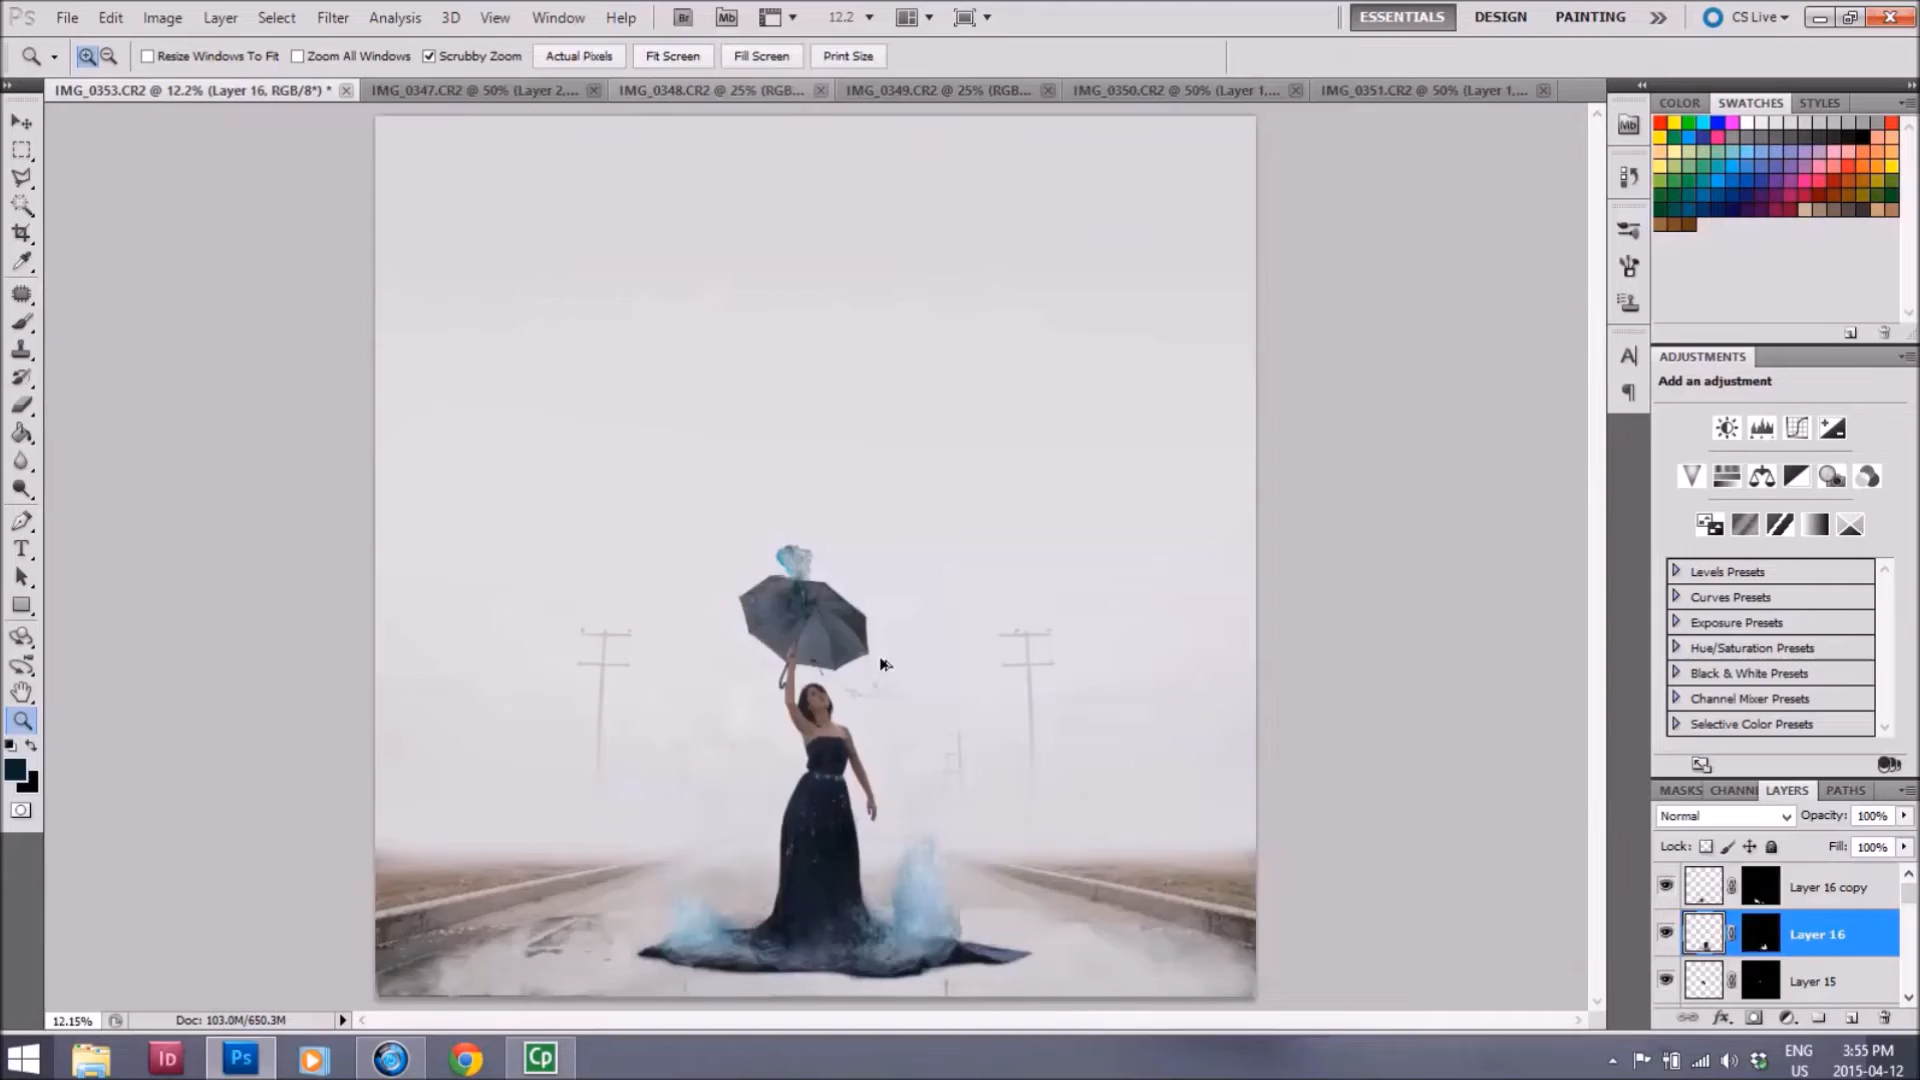 Ps File Edit Image Layer Select Filter Analysis 3D View Window Help Br Mb 12.2 ESSENTIALS DESIGN PAINTING CS Live
Resize Windows To Fit Zoom All Windows Scrubby Zoom Actual Pixels Fit Screen Fill Screen Print Size
IMG_0353.CR2 @ 12.2% (Layer 16, RGB/8*) * IMG_0347.CR2 @ 50% (Layer 2,... IMG_0348.CR2 @ 25% (RGB... IMG_0349.CR2 @ 25% (RGB... IMG_0350.CR2 @ 50% (Layer 1,... IMG_0351.CR2 @ 50% (Layer 1,...
COLOR SWATCHES STYLES
Mb
ADJUSTMENTS
Add an adjustment
Levels Presets
Curves Presets
Exposure Presets
Hue/Saturation Presets
Black & White Presets
Channel Mixer Presets
Selective Color Presets
MASKS CHANNI LAYERS PATHS
Normal Opacity: 100%
Lock: Fill: 100%
Layer 16 copy
Layer 16
Layer 15
12.15% Doc: 103.0M/650.3M
Id Ps Cp
ENG
US
3:55 PM
2015-04-12